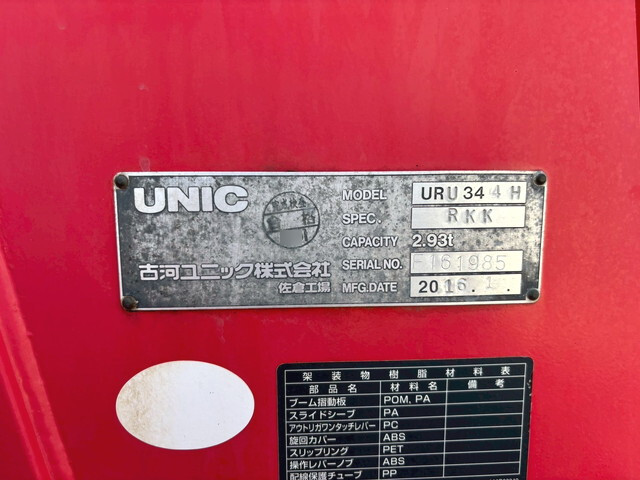 UNIC
MODEL URU344H
SPEC. RKK
CAPACITY 2.93t
古河ユニック株式会社 SERIAL NO. 161985
佐倉工場 MFG.DATE 2016.1.
架装物樹脂材料表
部品名 材料名 備考
ブーム摺動板 POM, PA
スライドシーブ PA
アウトリガワンタッチレバー PC
旋回カバー ABS
スリップリング PET
操作レバーノブ ABS
配線保護チューブ PP